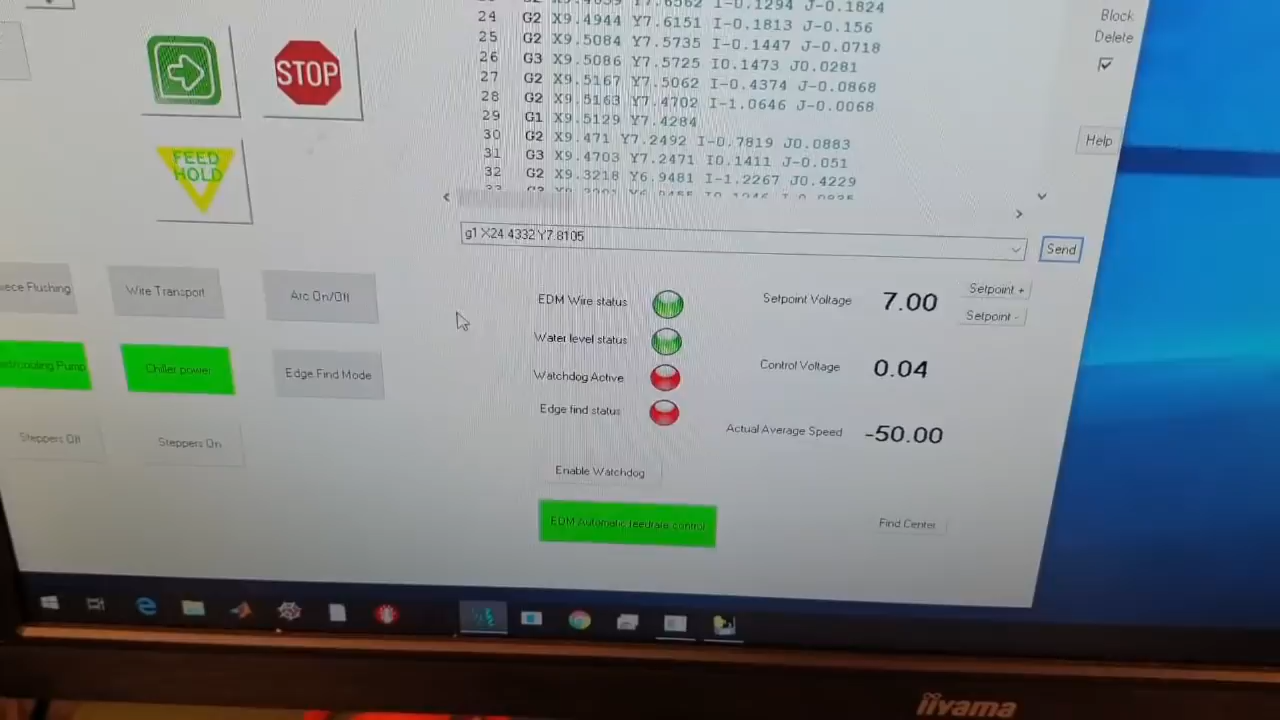 24 G2 X9.4944 Y7.6151 I-0.1813 J-0.156
25 G2 X9.5084 Y7.5735 I-0.1447 J-0.0718
26 G3 X9.5086 Y7.5725 I0.1473 J0.0281
27 G2 X9.5167 Y7.5062 I-0.4374 J-0.0868
28 G2 X9.5163 Y7.4702 I-1.0646 J-0.0068
29 G1 X9.5129 Y7.4284
30 G2 X9.471 Y7.2492 I-0.7819 J0.0883
31 G3 X9.4703 Y7.2471 I0.1411 J-0.051
32 G2 X9.3218 Y6.9481 I-1.2267 J0.4229
Block
Delete
Help
STOP
FEED
HOLD
g1 X24.4332 Y7.8105
Send
Flushing
Wire Transport
Arc On/Off
Pump
Chiller power
Edge Find Mode
Steppers Off
Steppers On
EDM Wire status
Water level status
Watchdog Active
Edge find status
Setpoint Voltage
7.00
Setpoint +
Setpoint -
Control Voltage
0.04
Actual Average Speed
-50.00
Enable Watchdog
EDM Automatic feedrate control
Find Center
iiyama